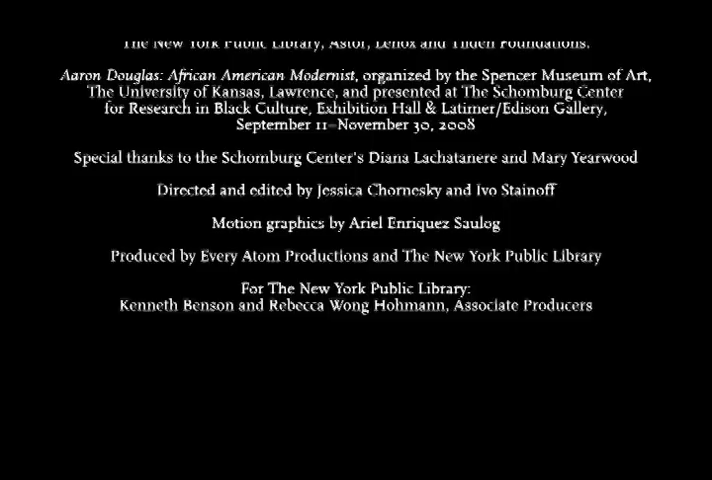 The New York Public Library, Astor, Lenox and Tilden Foundations.
Aaron Douglas: African American Modernist, organized by the Spencer Museum of Art,
The University of Kansas, Lawrence, and presented at The Schomburg Center
for Research in Black Culture, Exhibition Hall & Latimer/Edison Gallery,
September 11–November 30, 2008
Special thanks to the Schomburg Center's Diana Lachatanere and Mary Yearwood
Directed and edited by Jessica Chornesky and Ivo Stainoff
Motion graphics by Ariel Enriquez Saulog
Produced by Every Atom Productions and The New York Public Library
For The New York Public Library:
Kenneth Benson and Rebecca Wong Hohmann, Associate Producers